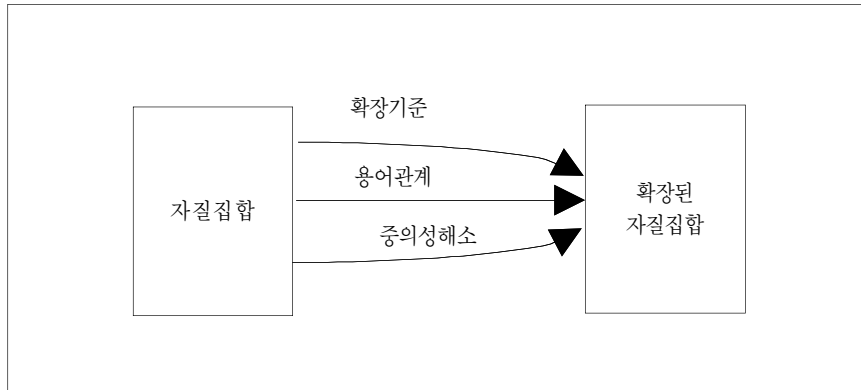 확장기준
용어관계
자질집합
중의성해소
확장된
자질집합